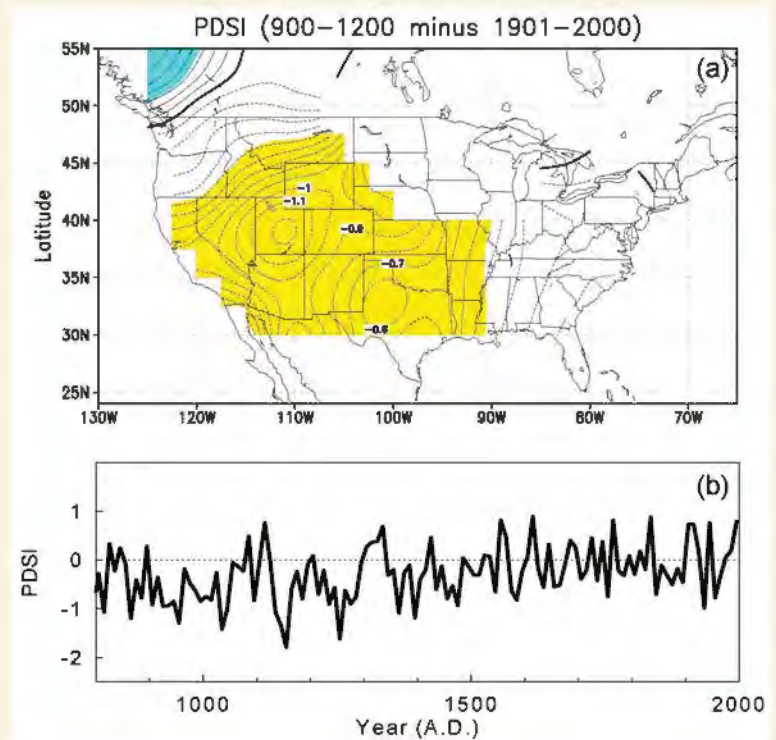 PDSI (900-1200 minus 1901-2000)
(a)
55N
50N
45N
40N
35N
30N
25N
Latitude
-1
-1.1
-0.9
-0.7
-0.6
130W 120W 110W 100W 90W 80W 70W
(b)
1
0
-1
-2
PDSI
1000 1500 2000
Year (A.D.)